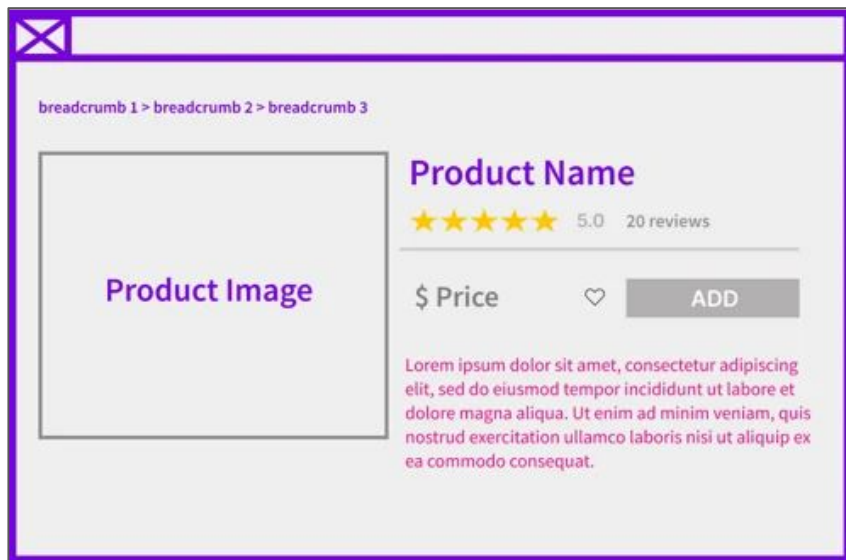 breadcrumb 1 > breadcrumb 2 > breadcrumb 3
Product Name
5.0 20 reviews
Product Image
$ Price
ADD
Lorem ipsum dolor sit amet, consectetur adipiscing
elit, sed do eiusmod tempor incididunt ut labore et
dolore magna aliqua. Ut enim ad minim veniam, quis
nostrud exercitation ullamco laboris nisi ut aliquip ex
ea commodo consequat.